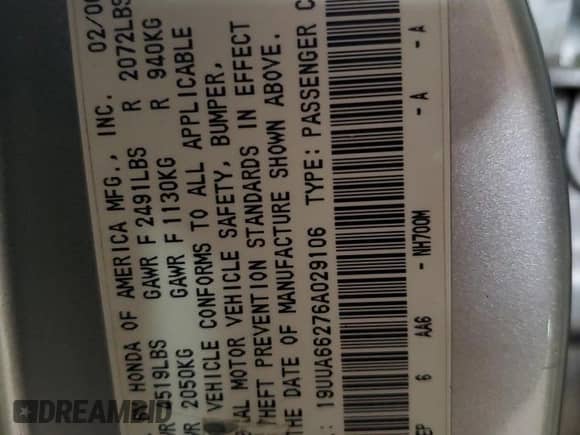 HONDA OF AMERICA MFG., INC. 02/0
519LBS GAWR F 2491LBS R 2072LBS
2050KG GAWR F 1130KG R 940KG
VEHICLE CONFORMS TO ALL APPLICABLE
MOTOR VEHICLE SAFETY, BUMPER,
THEFT PREVENTION STANDARDS IN EFFECT
THE DATE OF MANUFACTURE SHOWN ABOVE.
19UUA66276A029106 TYPE: PASSENGER C
EP 6 AA6 - NH700M - A - A
DREAMBID